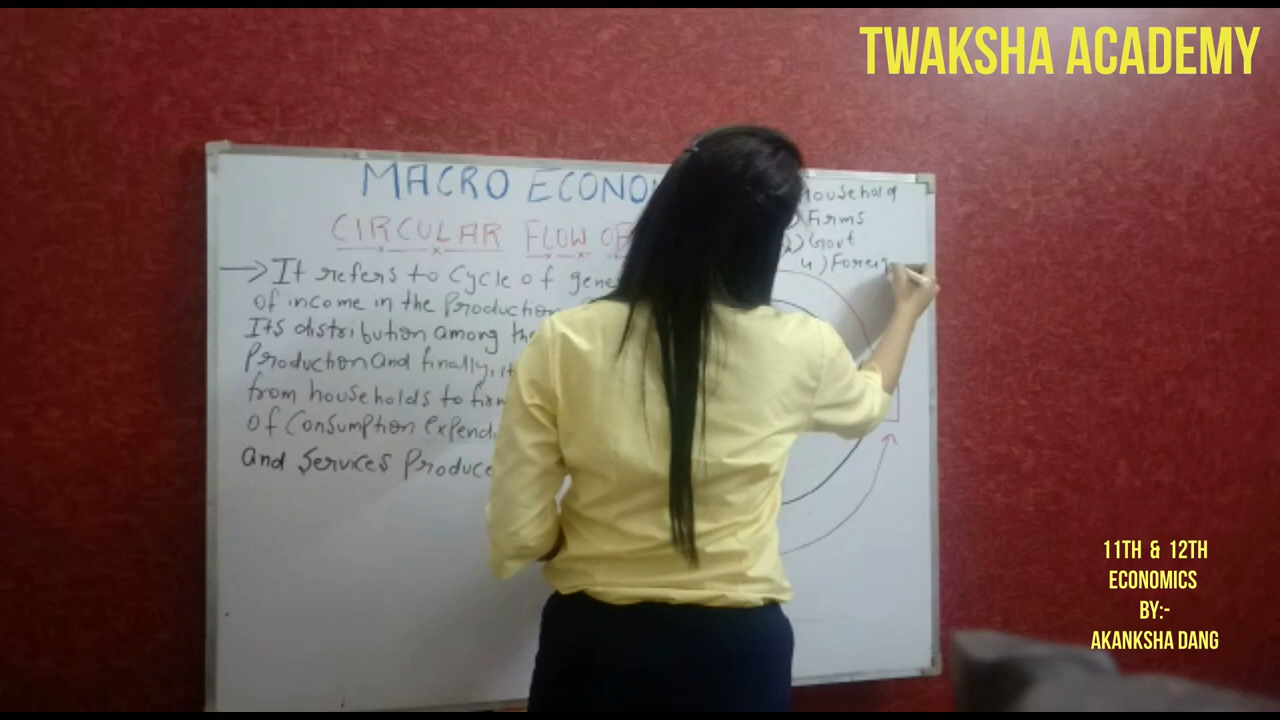 TWAKSHA ACADEMY
MACRO ECONO
CIRCULAR FLOW OF
It refers to Cycle of gene
of income in the Production
Its distribution among the
Production and finally, it
from households to firm
of Consumption expend
and Services Produce
Household
Firms
) Govt
4) Foreig
11TH & 12TH
ECONOMICS
BY:-
AKANKSHA DANG